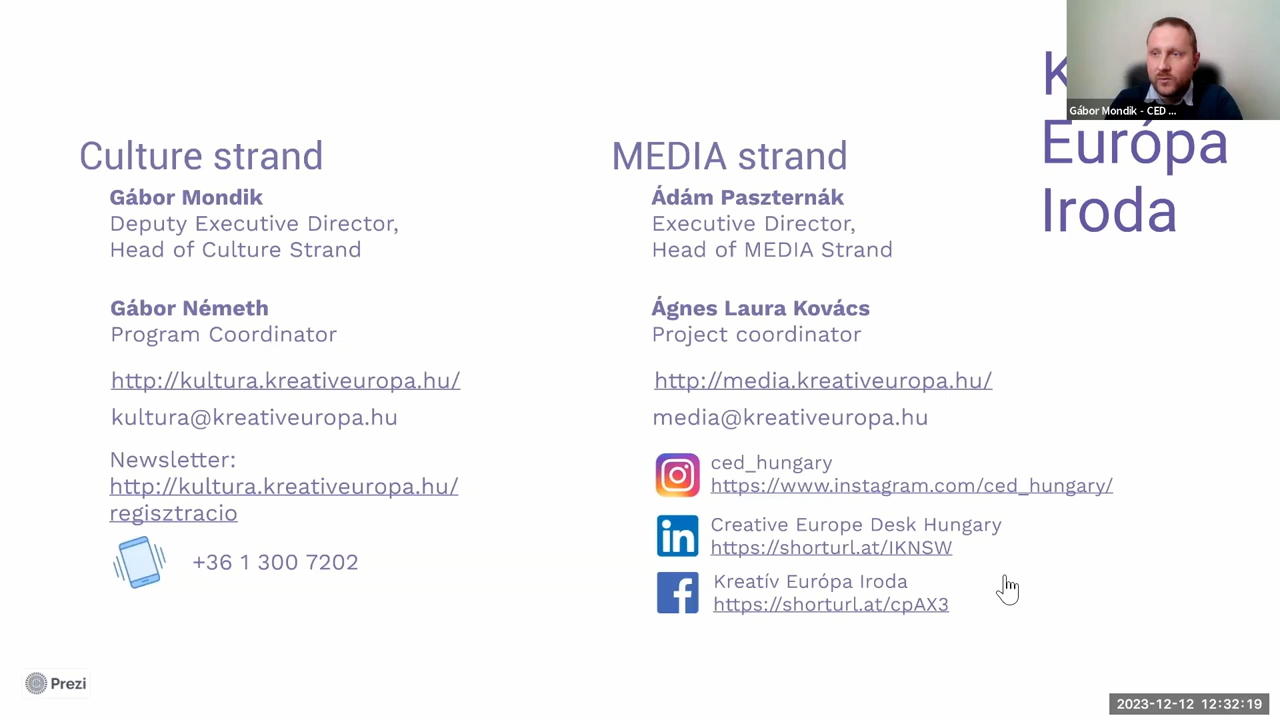 Culture strand
Gábor Mondik
Deputy Executive Director,
Head of Culture Strand
Gábor Németh
Program Coordinator
http://kultura.kreativeuropa.hu/
kultura@kreativeuropa.hu
Newsletter:
http://kultura.kreativeuropa.hu/
regisztracio
+36 1 300 7202
MEDIA strand
Ádám Paszternák
Executive Director,
Head of MEDIA Strand
Ágnes Laura Kovács
Project coordinator
http://media.kreativeuropa.hu/
media@kreativeuropa.hu
ced_hungary
https://www.instagram.com/ced_hungary/
in
Creative Europe Desk Hungary
https://shorturl.at/IKNSW
f
Kreatív Európa Iroda
https://shorturl.at/cpAX3
Európa
Iroda
Gábor Mondik - CED ...
Prezi
2023-12-12 12:32:19